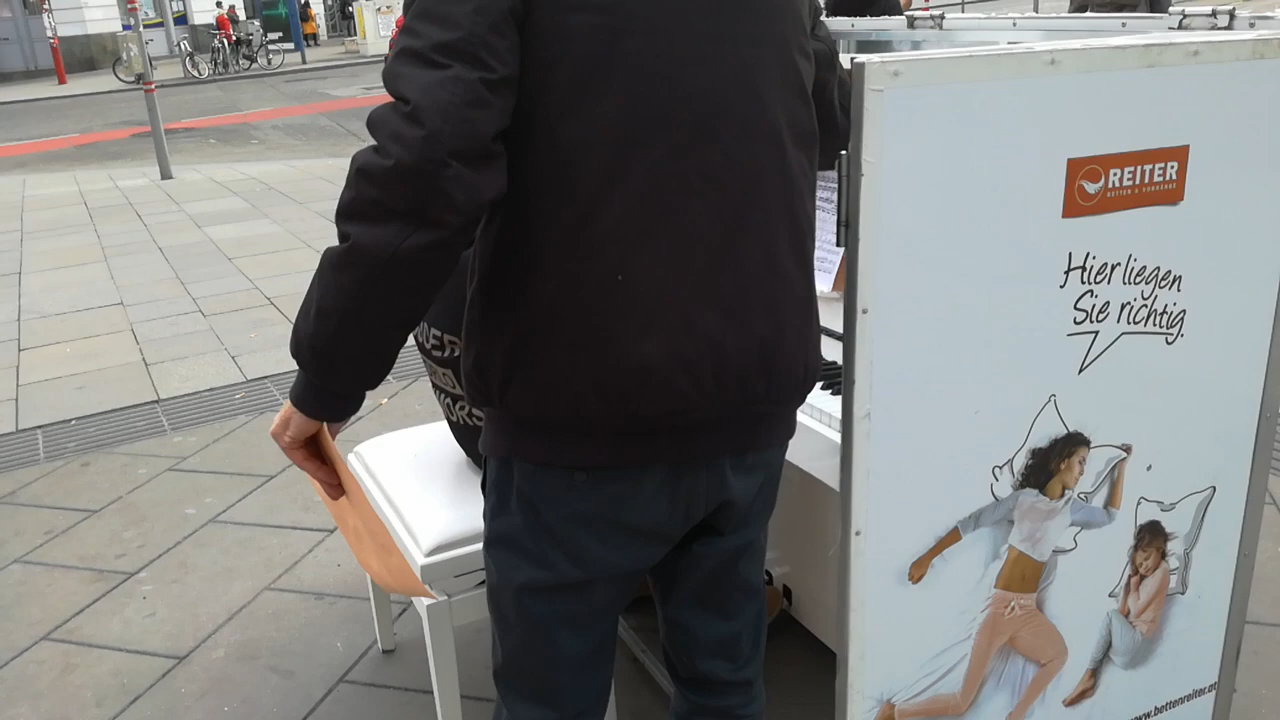 REITER
BETTEN & VORHÄNGE
Hier liegen
Sie richtig.
www.bettenreiter.at